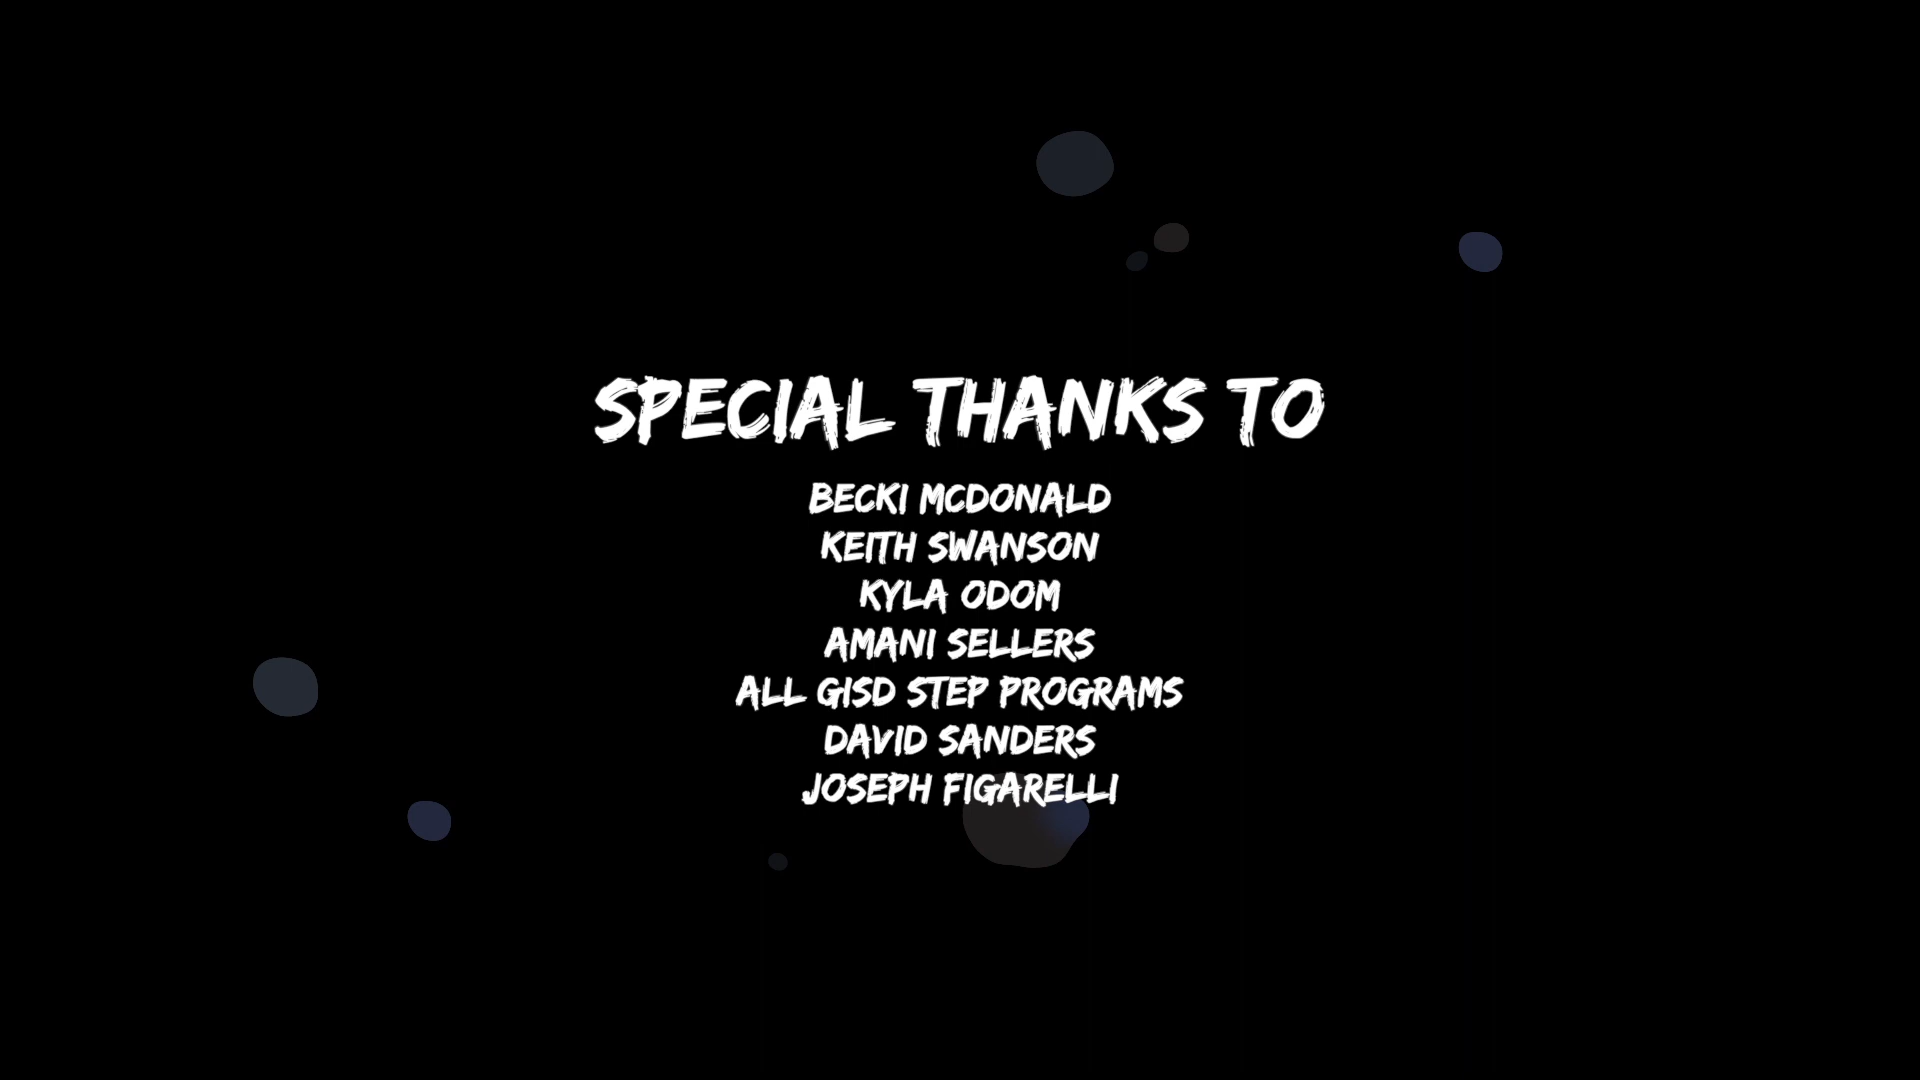 SPECIAL THANKS TO
BECKI MCDONALD
KEITH SWANSON
KYLA ODOM
AMANI SELLERS
ALL GISD STEP PROGRAMS
DAVID SANDERS
JOSEPH FIGARELLI